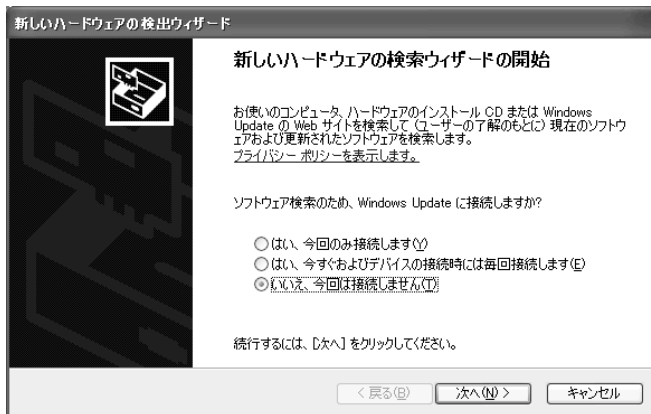 新しいハードウェアの検出ウィザード
新しいハードウェアの検索ウィザードの開始
お使いのコンピュータ、ハードウェアのインストール CD または Windows
Update の Web サイトを検索して (ユーザーの了解のもとに) 現在のソフトウ
ェアおよび更新されたソフトウェアを検索します。
プライバシー ポリシーを表示します。
ソフトウェア検索のため、Windows Update に接続しますか?
はい、今回のみ接続します(Y)
はい、今すぐおよびデバイスの接続時には毎回接続します(E)
いいえ、今回は接続しません(T)
続行するには、[次へ] をクリックしてください。
< 戻る(B) 次へ(N) > キャンセル